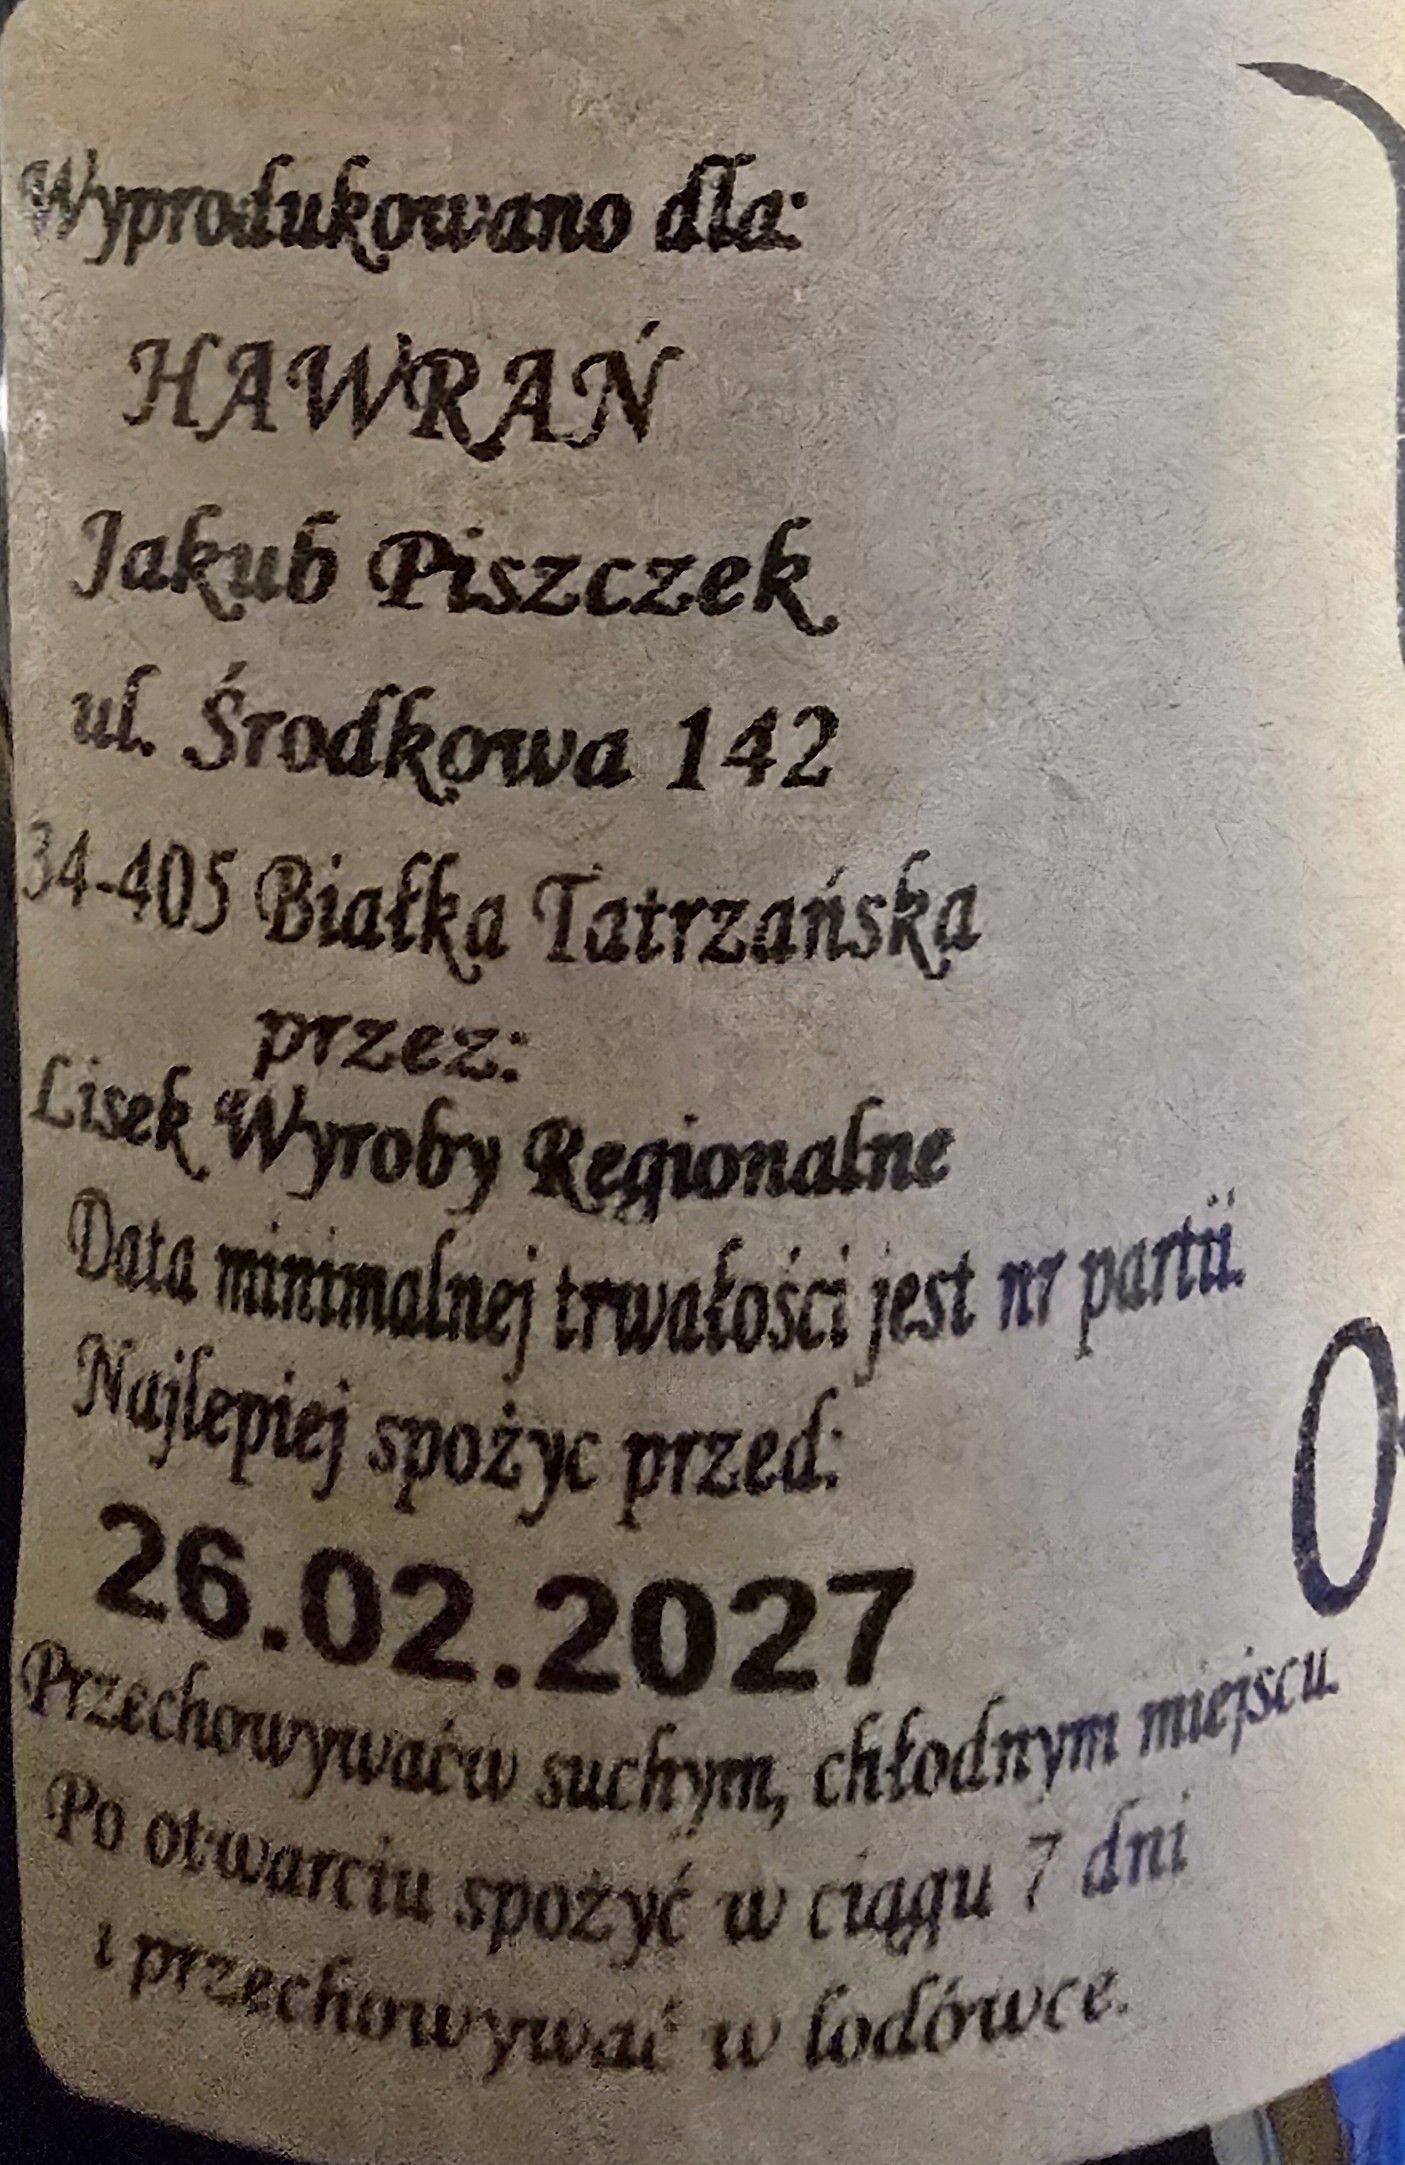 Wyprodukowano dla:
HAWRAŃ
Jakub Piszczek
ul. Środkowa 142
34-405 Białka Tatrzańska
przez:
Lisek Wyroby Regionalne
Data minimalnej trwałości jest nr partii.
Najlepiej spożyc przed:
26.02.2027
Przechowywaćw suchym, chłodnym miejscu.
Po otwarciu spożyć w ciągu 7 dni
i przechowywać w lodówce.